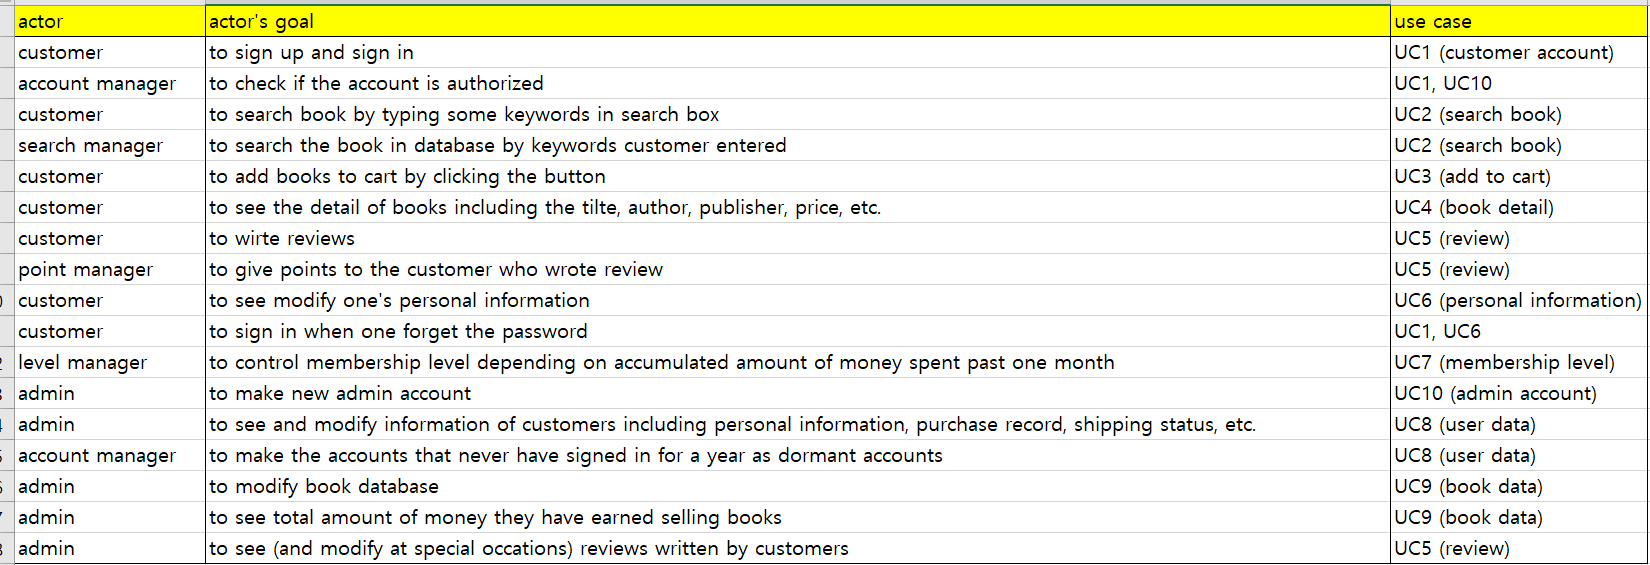 actor actor's goal use case
customer to sign up and sign in UC1 (customer account)
account manager to check if the account is authorized UC1, UC10
customer to search book by typing some keywords in search box UC2 (search book)
search manager to search the book in database by keywords customer entered UC2 (search book)
customer to add books to cart by clicking the button UC3 (add to cart)
customer to see the detail of books including the tilte, author, publisher, price, etc. UC4 (book detail)
customer to wirte reviews UC5 (review)
point manager to give points to the customer who wrote review UC5 (review)
customer to see modify one's personal information UC6 (personal information)
customer to sign in when one forget the password UC1, UC6
level manager to control membership level depending on accumulated amount of money spent past one month UC7 (membership level)
admin to make new admin account UC10 (admin account)
admin to see and modify information of customers including personal information, purchase record, shipping status, etc. UC8 (user data)
account manager to make the accounts that never have signed in for a year as dormant accounts UC8 (user data)
admin to modify book database UC9 (book data)
admin to see total amount of money they have earned selling books UC9 (book data)
admin to see (and modify at special occations) reviews written by customers UC5 (review)